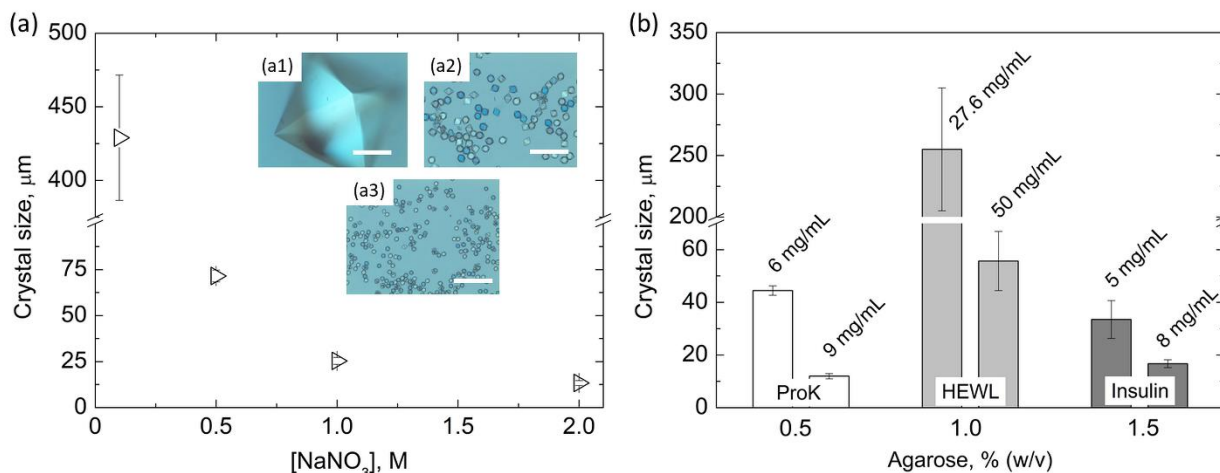 (a)
Crystal size, µm
500
450
400
75
50
25
0
(a1)
(a2)
(a3)
0 0.5 1.0 1.5 2.0
[NaNO₃], M
(b)
Crystal size, µm
350
300
250
200
60
40
20
0
6 mg/mL
9 mg/mL
27.6 mg/mL
50 mg/mL
5 mg/mL
8 mg/mL
ProK HEWL Insulin
0.5 1.0 1.5
Agarose, % (w/v)